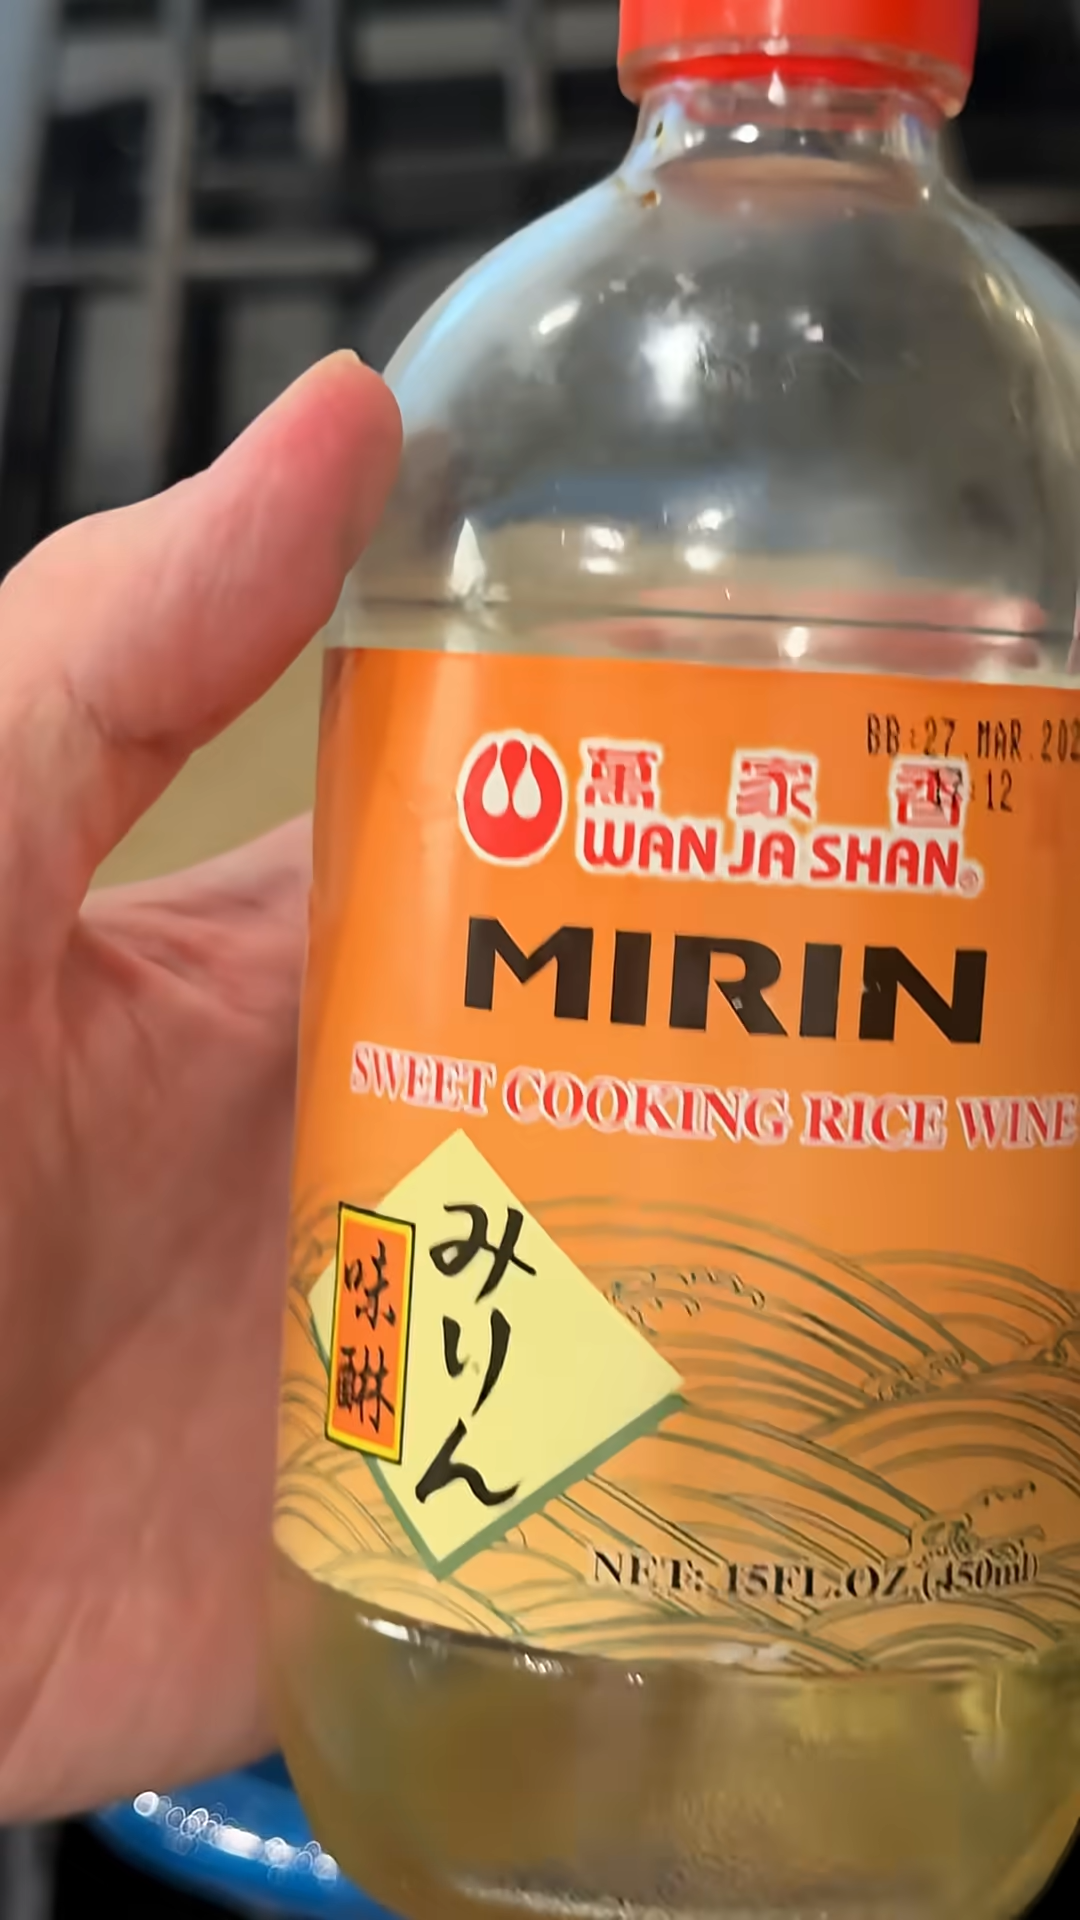 BB:27.MAR.202
:12
萬家香
WAN JA SHAN®
MIRIN
SWEET COOKING RICE WINE
みりん
味醂
NET: 15FL.OZ.(450ml)